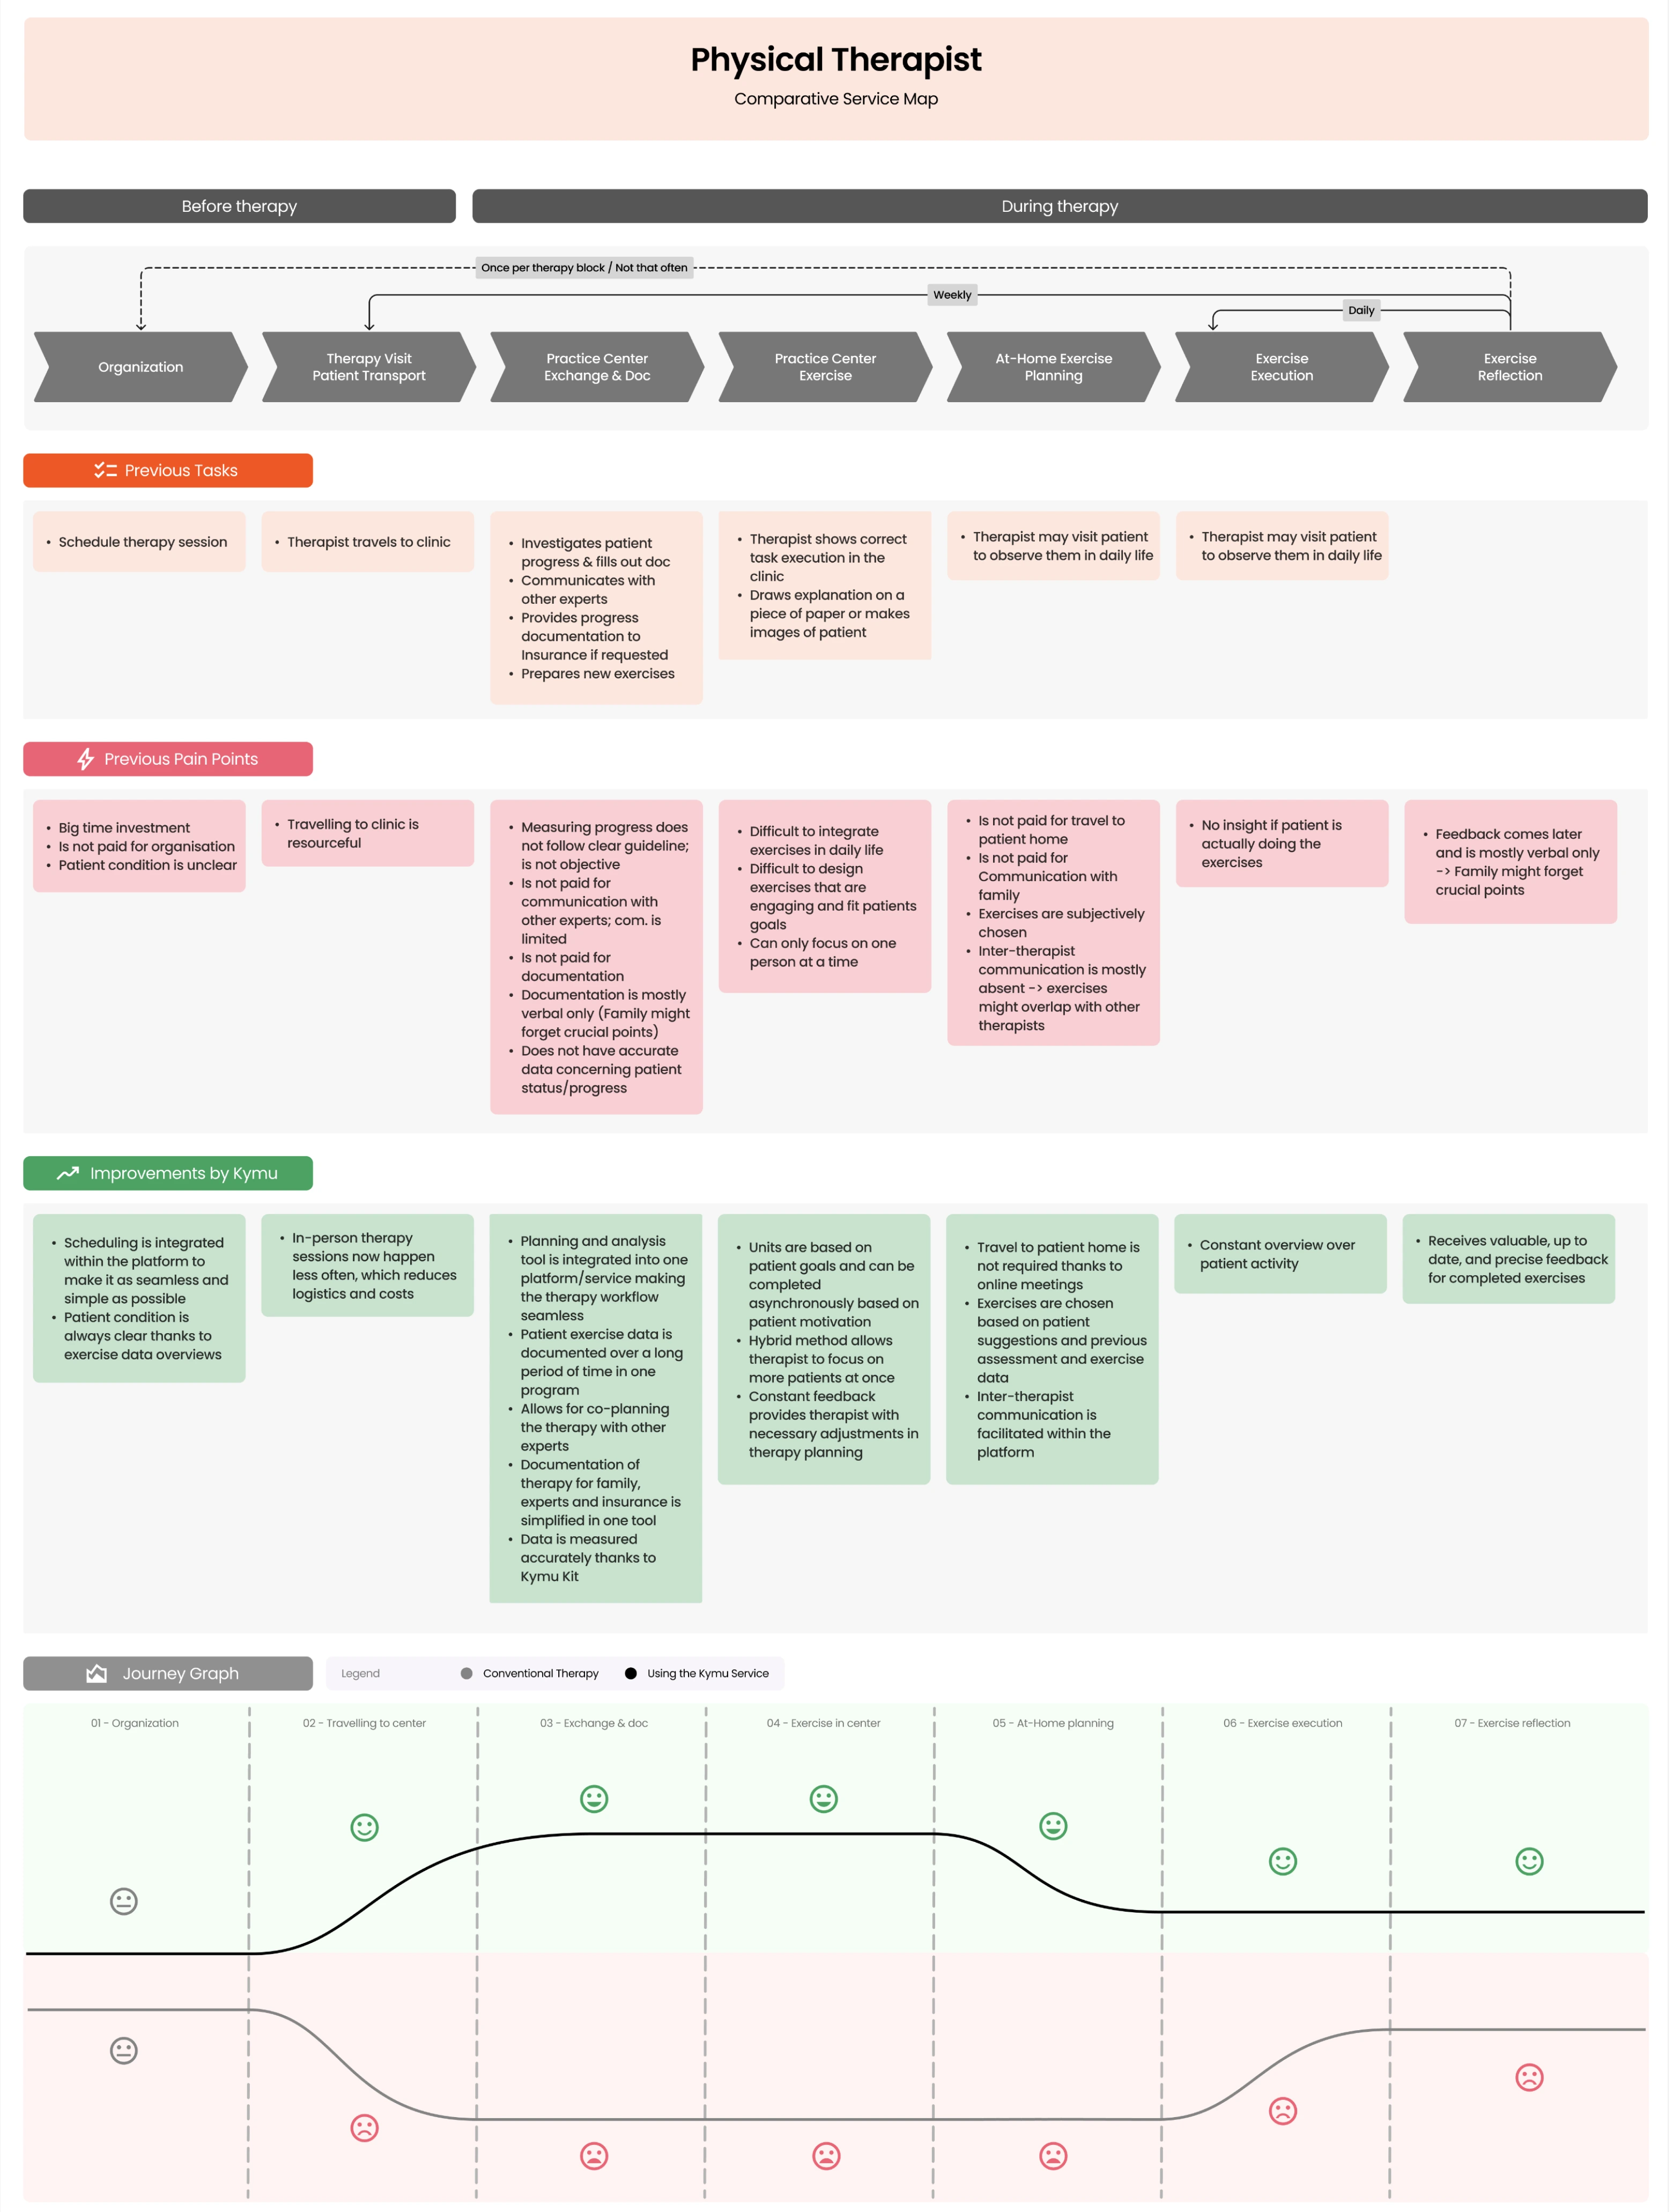 Physical Therapist
Comparative Service Map
Before therapy
During therapy
Once per therapy block / Not that often
Weekly
Daily
Organization
Therapy Visit
Patient Transport
Practice Center
Exchange & Doc
Practice Center
Exercise
At-Home Exercise
Planning
Exercise
Execution
Exercise
Reflection
Previous Tasks
• Schedule therapy session
• Therapist travels to clinic
• Investigates patient
progress & fills out doc
• Communicates with
other experts
• Provides progress
documentation to
Insurance if requested
• Prepares new exercises
• Therapist shows correct
task execution in the
clinic
• Draws explanation on a
piece of paper or makes
images of patient
• Therapist may visit patient
to observe them in daily life
• Therapist may visit patient
to observe them in daily life
Previous Pain Points
• Big time investment
• Is not paid for organisation
• Patient condition is unclear
• Travelling to clinic is
resourceful
• Measuring progress does
not follow clear guideline;
is not objective
• Is not paid for
communication with
other experts; com. is
limited
• Is not paid for
documentation
• Documentation is mostly
verbal only (Family might
forget crucial points)
• Does not have accurate
data concerning patient
status/progress
• Difficult to integrate
exercises in daily life
• Difficult to design
exercises that are
engaging and fit patients
goals
• Can only focus on one
person at a time
• Is not paid for travel to
patient home
• Is not paid for
Communication with
family
• Exercises are subjectively
chosen
• Inter-therapist
communication is mostly
absent -> exercises
might overlap with other
therapists
• No insight if patient is
actually doing the
exercises
• Feedback comes later
and is mostly verbal only
-> Family might forget
crucial points
Improvements by Kymu
• Scheduling is integrated
within the platform to
make it as seamless and
simple as possible
• Patient condition is
always clear thanks to
exercise data overviews
• In-person therapy
sessions now happen
less often, which reduces
logistics and costs
• Planning and analysis
tool is integrated into one
platform/service making
the therapy workflow
seamless
• Patient exercise data is
documented over a long
period of time in one
program
• Allows for co-planning
the therapy with other
experts
• Documentation of
therapy for family,
experts and insurance is
simplified in one tool
• Data is measured
accurately thanks to
Kymu Kit
• Units are based on
patient goals and can be
completed
asynchronously based on
patient motivation
• Hybrid method allows
therapist to focus on
more patients at once
• Constant feedback
provides therapist with
necessary adjustments in
therapy planning
• Travel to patient home is
not required thanks to
online meetings
• Exercises are chosen
based on patient
suggestions and previous
assessment and exercise
data
• Inter-therapist
communication is
facilitated within the
platform
• Constant overview over
patient activity
• Receives valuable, up to
date, and precise feedback
for completed exercises
Journey Graph
Legend
Conventional Therapy
Using the Kymu Service
01 - Organization
02 - Travelling to center
03 - Exchange & doc
04 - Exercise in center
05 - At-Home planning
06 - Exercise execution
07 - Exercise reflection